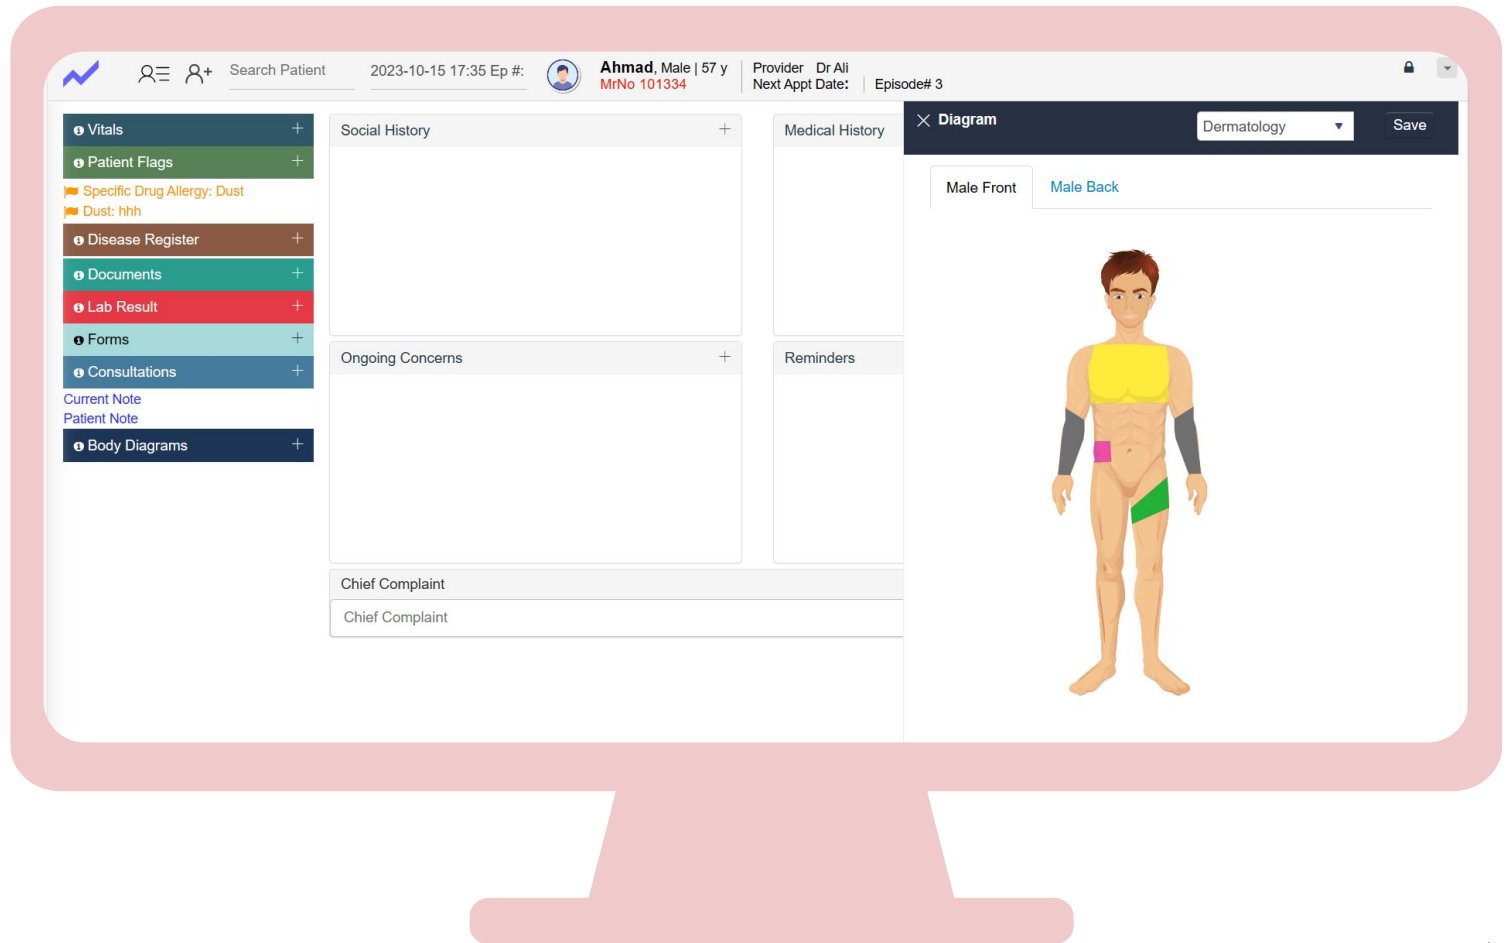 Search Patient
2023-10-15 17:35 Ep #:
Ahmad, Male | 57 y
MrNo 101334
Provider Dr Ali
Next Appt Date:
Episode# 3
Vitals
Patient Flags
Specific Drug Allergy: Dust
Dust: hhh
Disease Register
Documents
Lab Result
Forms
Consultations
Current Note
Patient Note
Body Diagrams
Social History
Medical History
Ongoing Concerns
Reminders
Chief Complaint
Chief Complaint
Diagram
Dermatology
Save
Male Front
Male Back